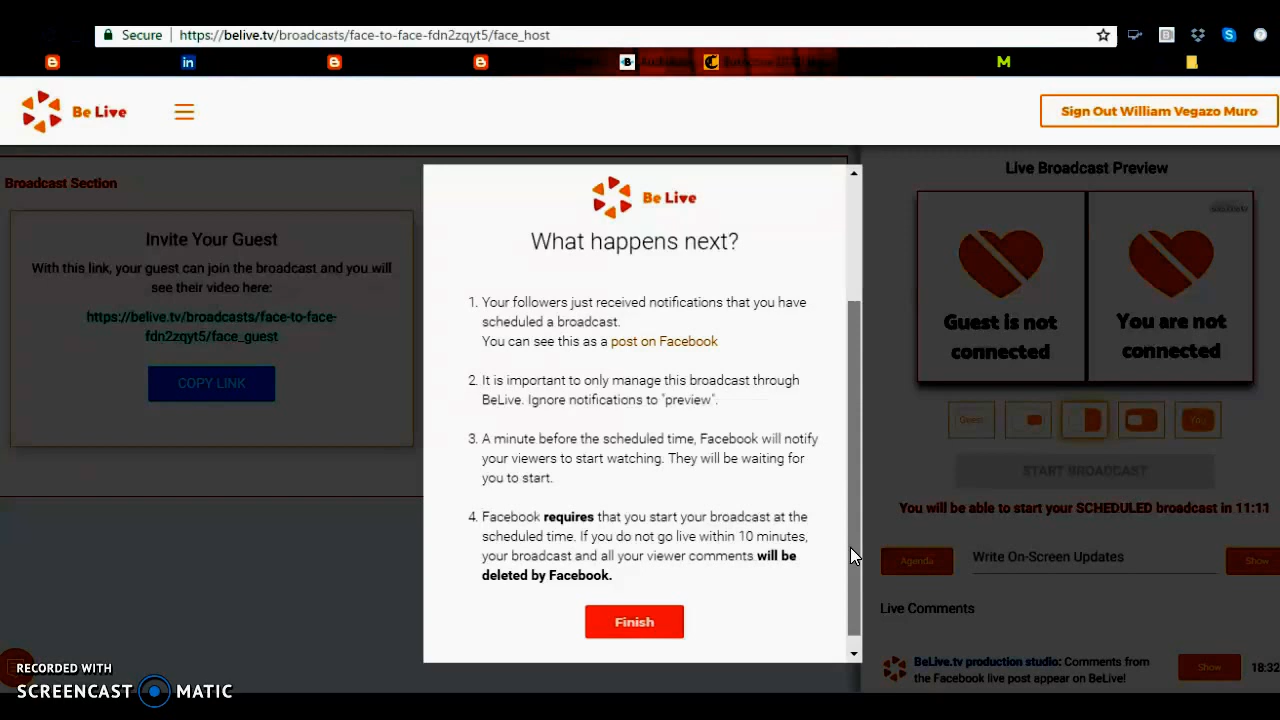 Secure https://belive.tv/broadcasts/face-to-face-fdn2zqyt5/face_host
Be Live
Sign Out William Vegazo Muro
Broadcast Section
Invite Your Guest
With this link, your guest can join the broadcast and you will
see their video here:
https://belive.tv/broadcasts/face-to-face-
fdn2zqyt5/face_guest
COPY LINK
Be Live
What happens next?
1. Your followers just received notifications that you have
scheduled a broadcast.
You can see this as a post on Facebook
2. It is important to only manage this broadcast through
BeLive. Ignore notifications to "preview".
3. A minute before the scheduled time, Facebook will notify
your viewers to start watching. They will be waiting for
you to start.
4. Facebook requires that you start your broadcast at the
scheduled time. If you do not go live within 10 minutes,
your broadcast and all your viewer comments will be
deleted by Facebook.
Finish
Live Broadcast Preview
Guest is not
connected
You are not
connected
Guest
You
START BROADCAST
You will be able to start your SCHEDULED broadcast in 11:11
Agenda
Write On-Screen Updates
Show
Live Comments
BeLive.tv production studio: Comments from
the Facebook live post appear on BeLive!
Show
18:32
RECORDED WITH
SCREENCAST MATIC